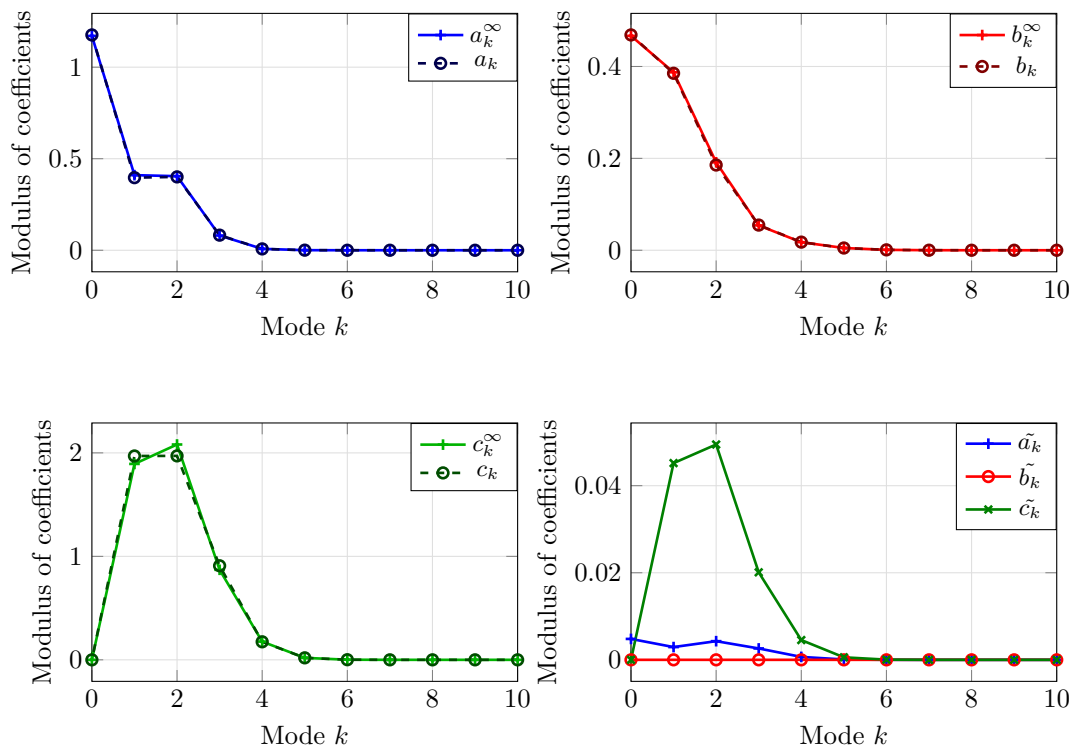 Modulus of coefficients
1
0.5
0
0 2 4 6 8 10
Mode k
a_k^∞
a_k
Modulus of coefficients
0.4
0.2
0
0 2 4 6 8 10
Mode k
b_k^∞
b_k
Modulus of coefficients
2
1
0
0 2 4 6 8 10
Mode k
c_k^∞
c_k
Modulus of coefficients
0.04
0.02
0
0 2 4 6 8 10
Mode k
ã_k
b̃_k
c̃_k